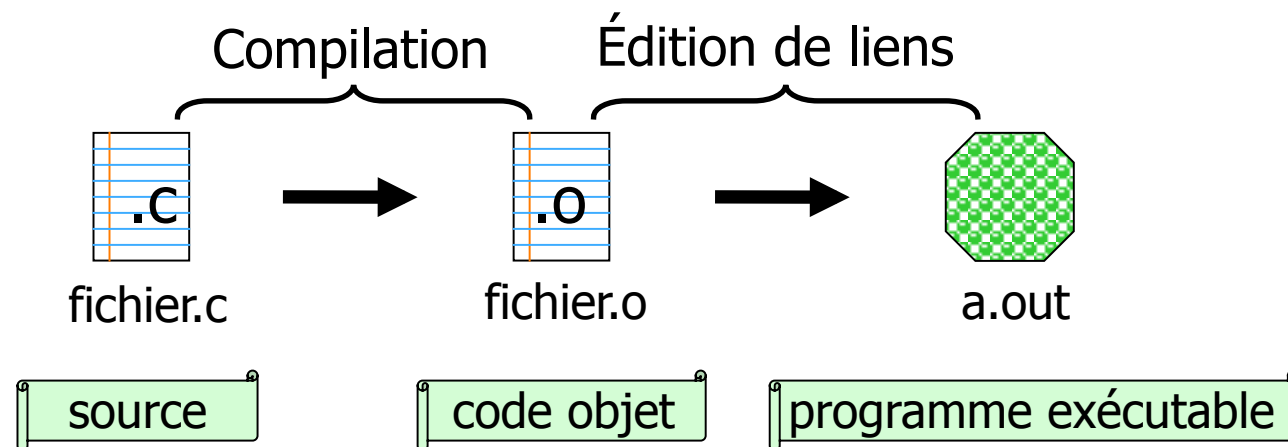 Compilation
Édition de liens
.c
.o
fichier.c
fichier.o
a.out
source
code objet
programme exécutable